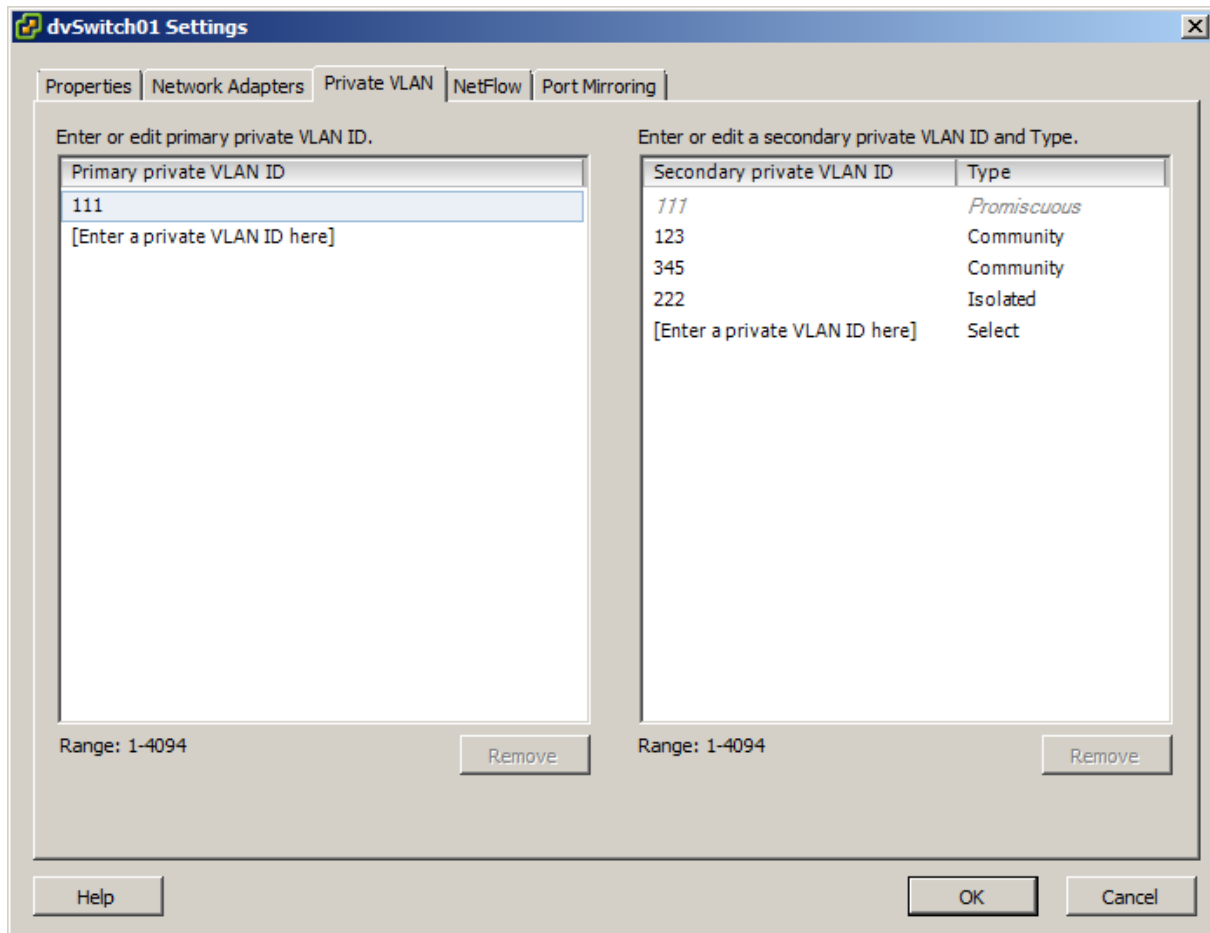 dvSwitch01 Settings
Properties Network Adapters Private VLAN NetFlow Port Mirroring
Enter or edit primary private VLAN ID.
Primary private VLAN ID
111
[Enter a private VLAN ID here]
Range: 1-4094
Remove
Enter or edit a secondary private VLAN ID and Type.
Secondary private VLAN ID Type
111 Promiscuous
123 Community
345 Community
222 Isolated
[Enter a private VLAN ID here] Select
Range: 1-4094
Remove
Help OK Cancel